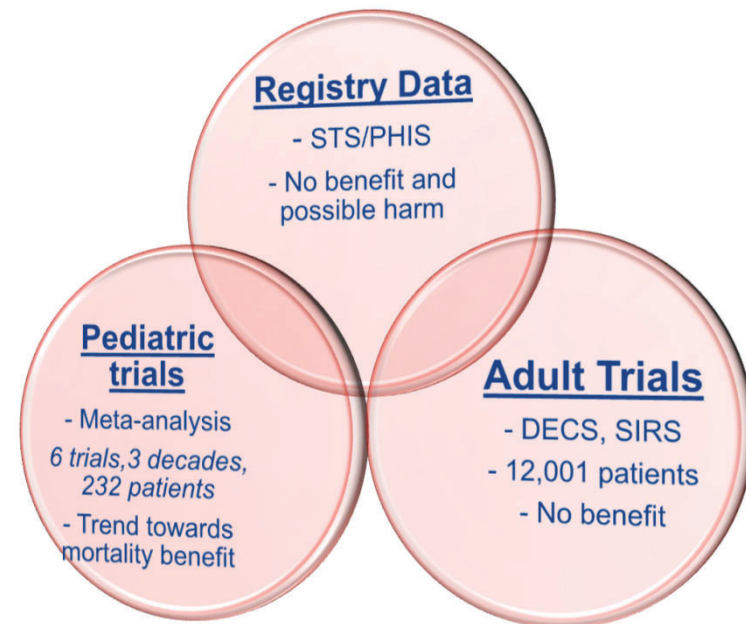 Registry Data
- STS/PHIS
- No benefit and
possible harm
Pediatric
trials
- Meta-analysis
6 trials,3 decades,
232 patients
- Trend towards
mortality benefit
Adult Trials
- DECS, SIRS
- 12,001 patients
- No benefit